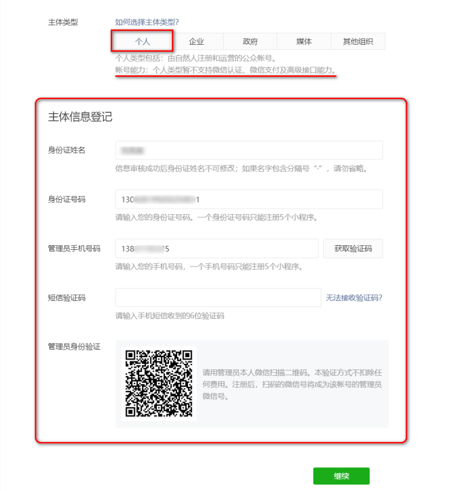 主体类型
如何选择主体类型?
个人 企业 政府 媒体 其他组织
个人类型包括：由自然人注册和运营的公众帐号。
帐号能力：个人类型暂不支持微信认证、微信支付及高级接口能力。
主体信息登记
身份证姓名
信息审核成功后身份证姓名不可修改；如果名字包含分隔号“·”，请勿省略。
身份证号码 130 1
请输入您的身份证号码。一个身份证号码只能注册5个小程序。
管理员手机号码 138 5 获取验证码
请输入您的手机号码，一个手机号码只能注册5个小程序。
短信验证码 无法接收验证码?
请输入手机短信收到的6位验证码
管理员身份验证
请用管理员本人微信扫描二维码。本验证方式不扣除任
何费用。注册后，扫码的微信号将成为该帐号的管理员
微信号。
继续